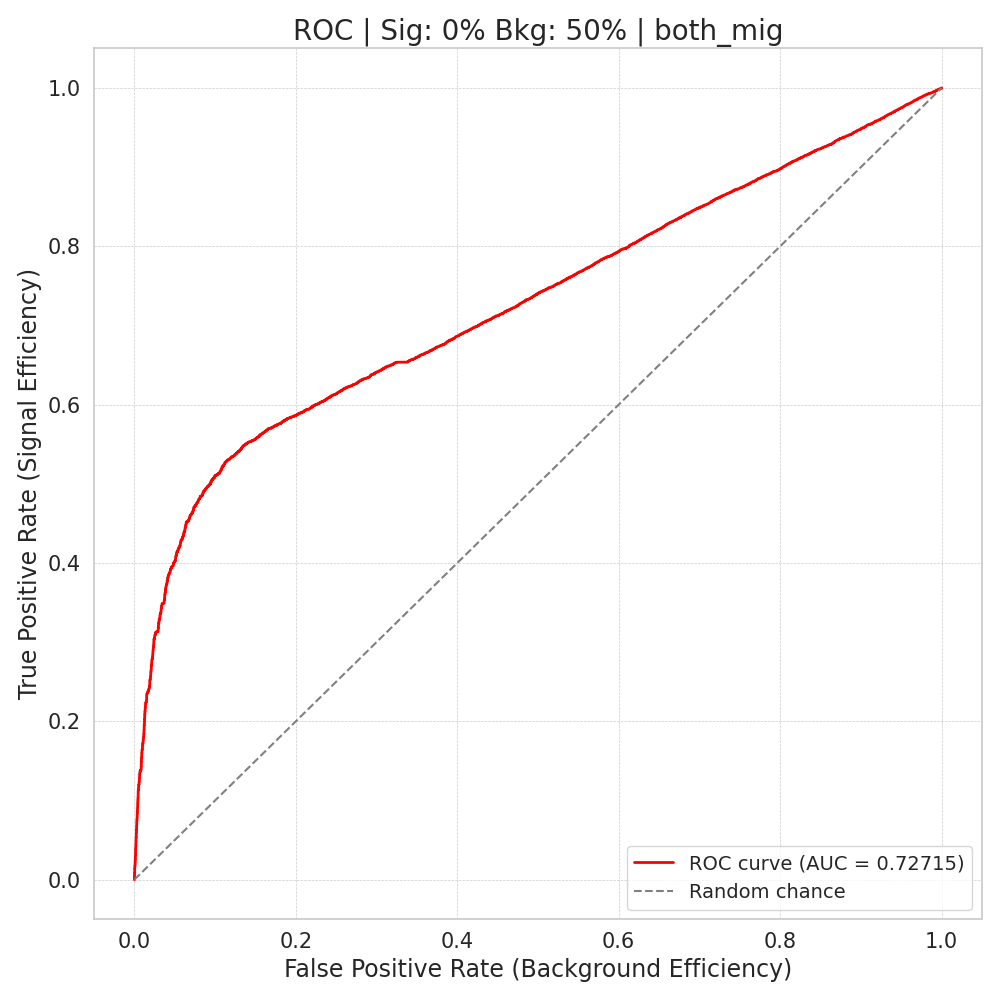 ROC | Sig: 0% Bkg: 50% | both_mig
True Positive Rate (Signal Efficiency)
1.0
0.8
0.6
0.4
0.2
0.0
ROC curve (AUC = 0.72715)
Random chance
0.0 0.2 0.4 0.6 0.8 1.0
False Positive Rate (Background Efficiency)